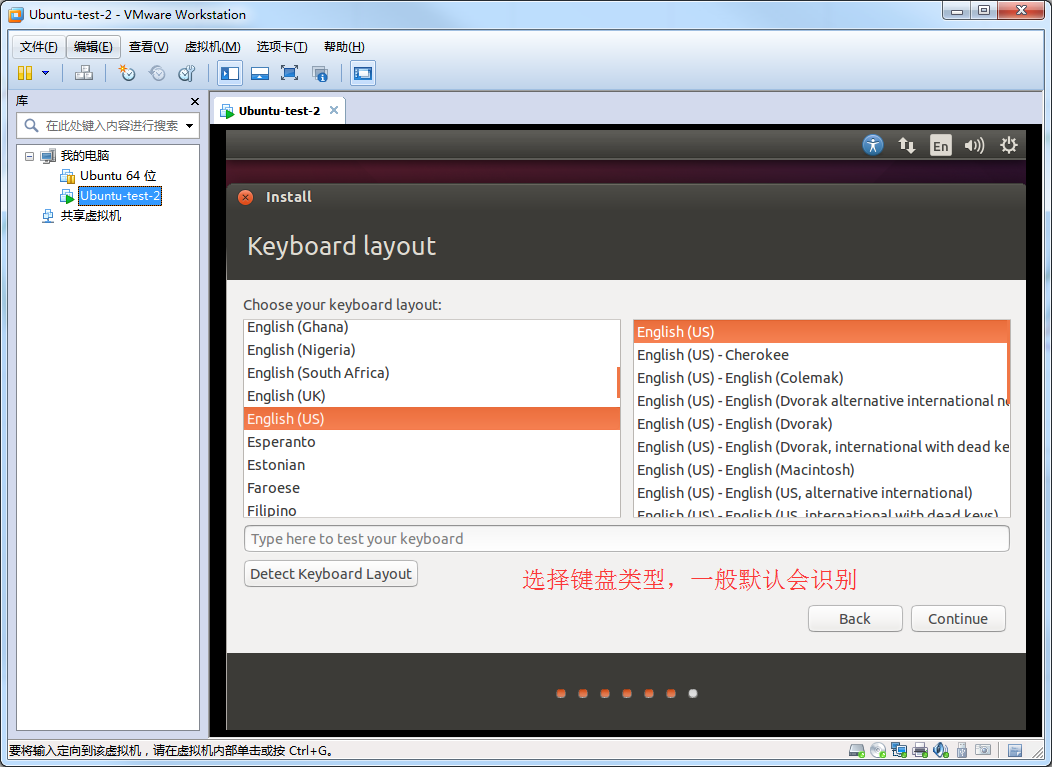 Ubuntu-test-2 - VMware Workstation
文件(F) 编辑(E) 查看(V) 虚拟机(M) 选项卡(T) 帮助(H)
库
在此处键入内容进行搜索
我的电脑
Ubuntu 64 位
Ubuntu-test-2
共享虚拟机
Ubuntu-test-2
En
Install
Keyboard layout
Choose your keyboard layout:
English (Ghana)
English (Nigeria)
English (South Africa)
English (UK)
English (US)
Esperanto
Estonian
Faroese
Filipino
English (US)
English (US) - Cherokee
English (US) - English (Colemak)
English (US) - English (Dvorak alternative international
English (US) - English (Dvorak)
English (US) - English (Dvorak, international with dead ke
English (US) - English (Macintosh)
English (US) - English (US, alternative international)
English (US) - English (US, international with dead keys)
Type here to test your keyboard
Detect Keyboard Layout
选择键盘类型，一般默认会识别
Back
Continue
要将输入定向到该虚拟机，请在虚拟机内部单击或按 Ctrl+G。